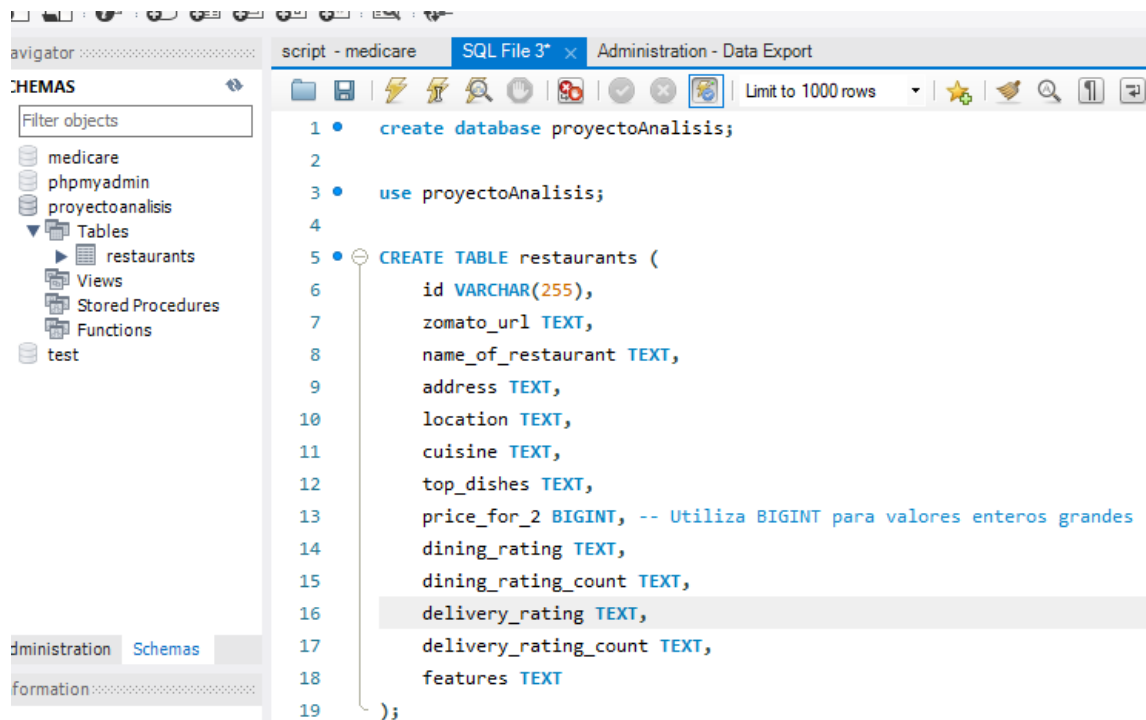 avigator
CHEMAS
Filter objects
medicare
phpmyadmin
proyectoanalisis
Tables
restaurants
Views
Stored Procedures
Functions
test
dministration Schemas
nformation
script - medicare SQL File 3* × Administration - Data Export
Limit to 1000 rows
1 create database proyectoAnalisis;
2
3 use proyectoAnalisis;
4
5 CREATE TABLE restaurants (
6 id VARCHAR(255),
7 zomato_url TEXT,
8 name_of_restaurant TEXT,
9 address TEXT,
10 location TEXT,
11 cuisine TEXT,
12 top_dishes TEXT,
13 price_for_2 BIGINT, -- Utiliza BIGINT para valores enteros grandes
14 dining_rating TEXT,
15 dining_rating_count TEXT,
16 delivery_rating TEXT,
17 delivery_rating_count TEXT,
18 features TEXT
19 );